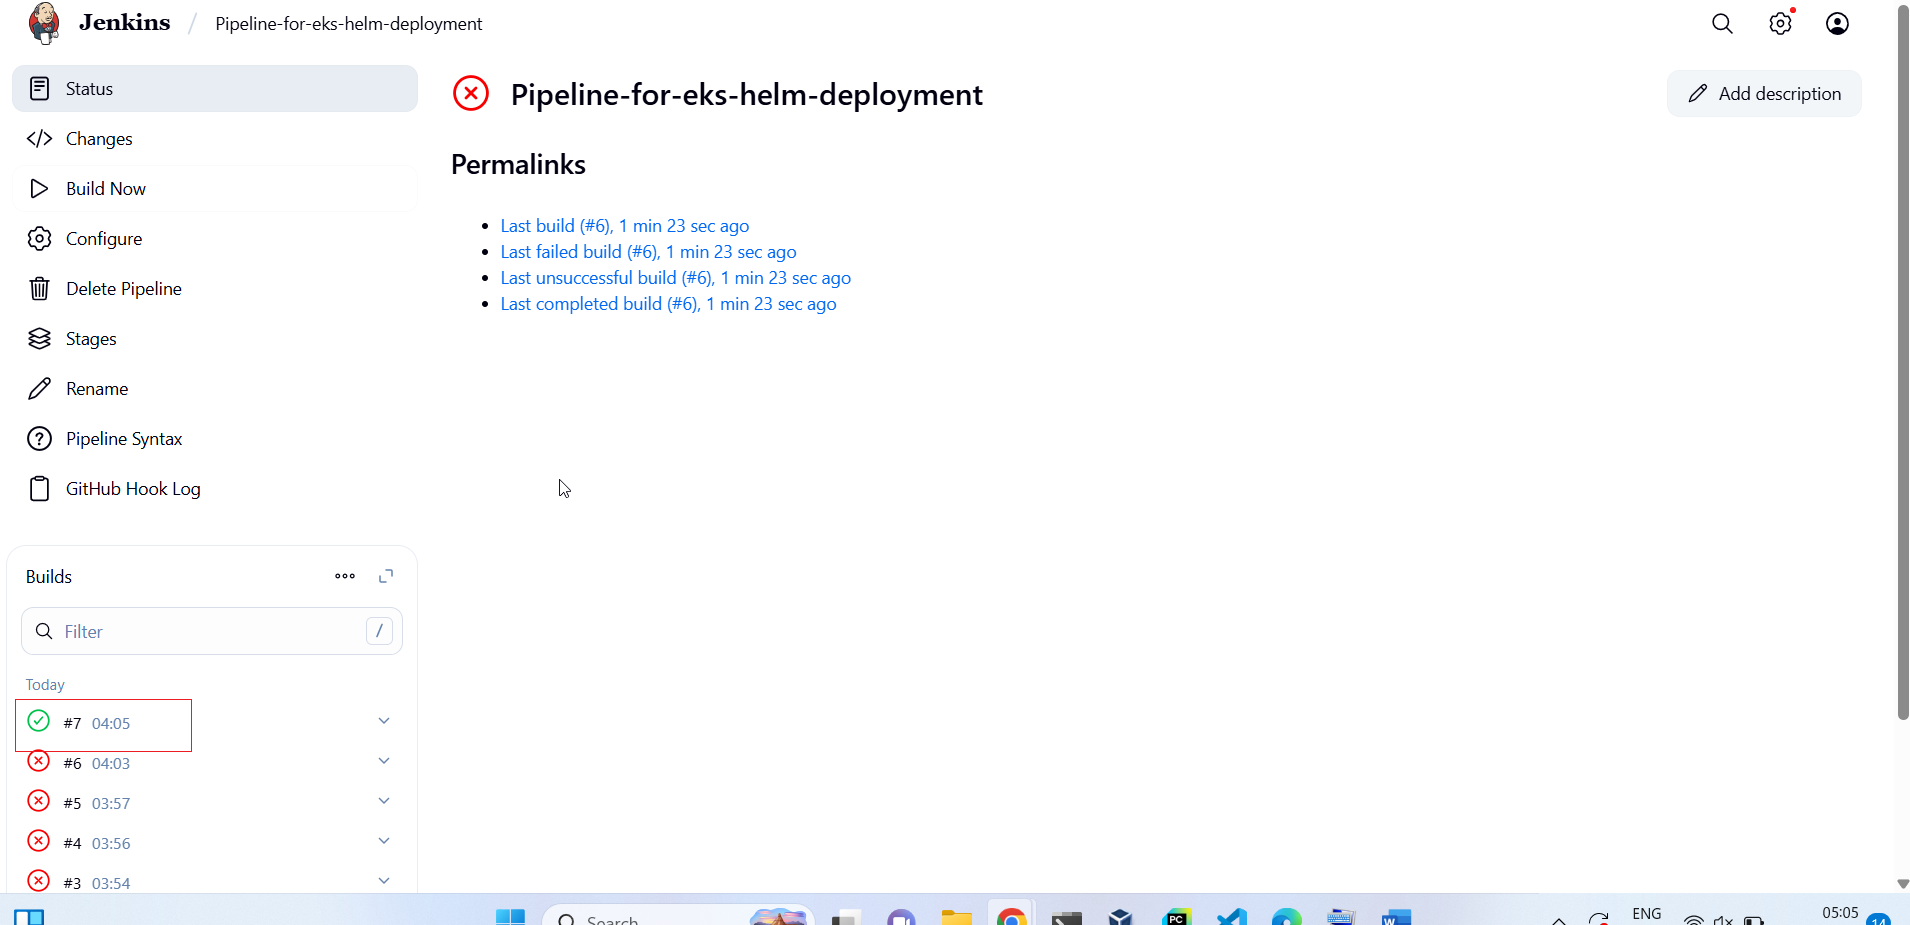 Jenkins / Pipeline-for-eks-helm-deployment
Status
Changes
Build Now
Configure
Delete Pipeline
Stages
Rename
Pipeline Syntax
GitHub Hook Log
Pipeline-for-eks-helm-deployment
Add description
Permalinks
Last build (#6), 1 min 23 sec ago
Last failed build (#6), 1 min 23 sec ago
Last unsuccessful build (#6), 1 min 23 sec ago
Last completed build (#6), 1 min 23 sec ago
Builds
Filter /
Today
#7 04:05
#6 04:03
#5 03:57
#4 03:56
#3 03:54
Search
PC
W
ENG
05:05
14